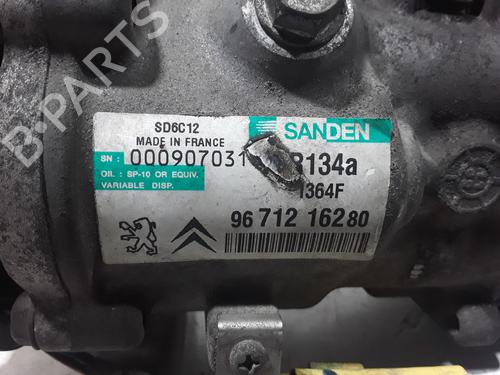 B-PARTS
SD6C12
MADE IN FRANCE
SANDEN
SN : 000907031
R134a
OIL : SP-10 OR EQUIV.
VARIABLE DISP.
1364F
96 712 162 80